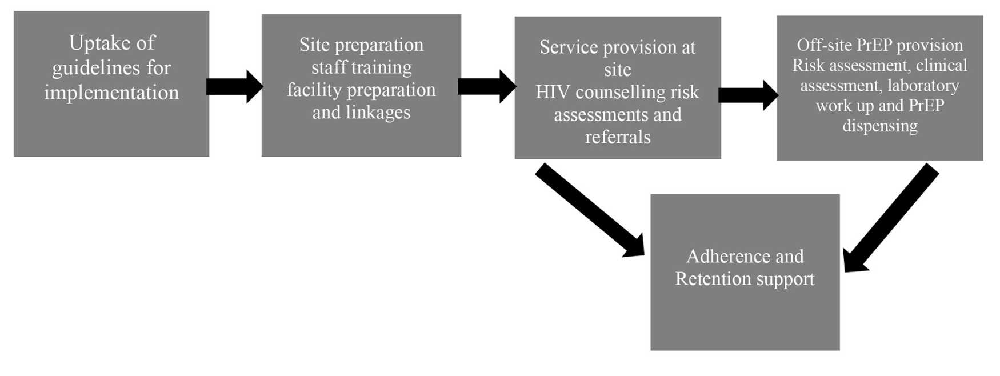 Uptake of
guidelines for
implementation
Site preparation
staff training
facility preparation
and linkages
Service provision at
site
HIV counselling risk
assessments and
referrals
Off-site PrEP provision
Risk assessment, clinical
assessment, laboratory
work up and PrEP
dispensing
Adherence and
Retention support